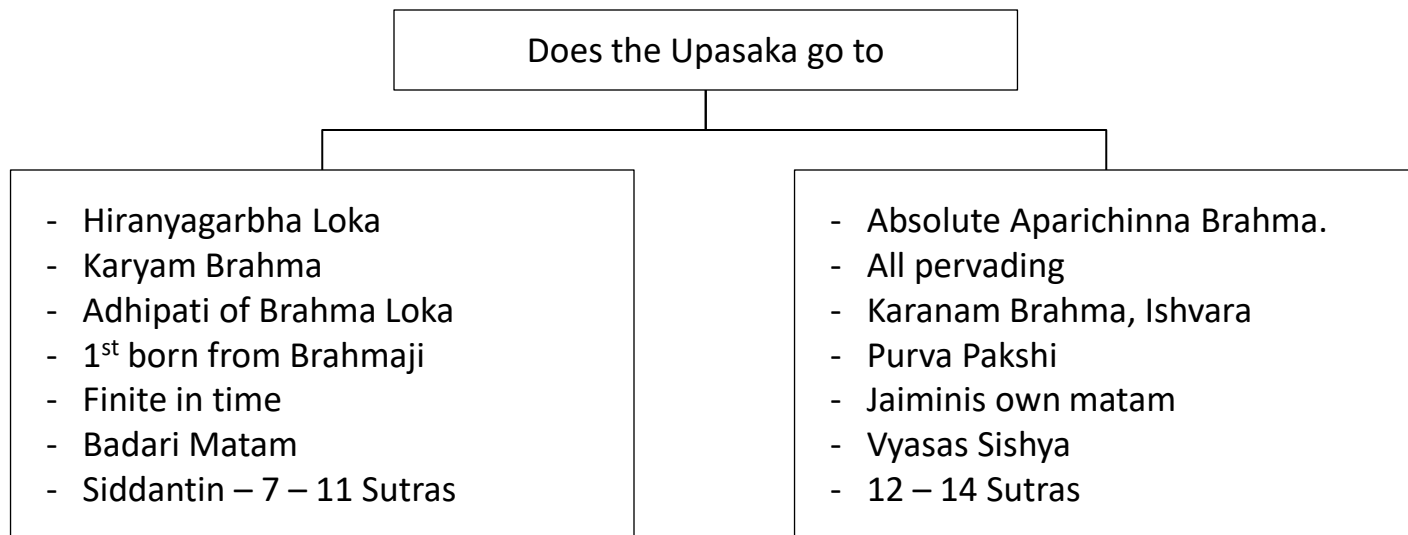 Does the Upasaka go to
- Hiranyagarbha Loka
- Karyam Brahma
- Adhipati of Brahma Loka
- 1st born from Brahmaji
- Finite in time
- Badari Matam
- Siddantin – 7 – 11 Sutras
- Absolute Aparichinna Brahma.
- All pervading
- Karanam Brahma, Ishvara
- Purva Pakshi
- Jaiminis own matam
- Vyasas Sishya
- 12 – 14 Sutras